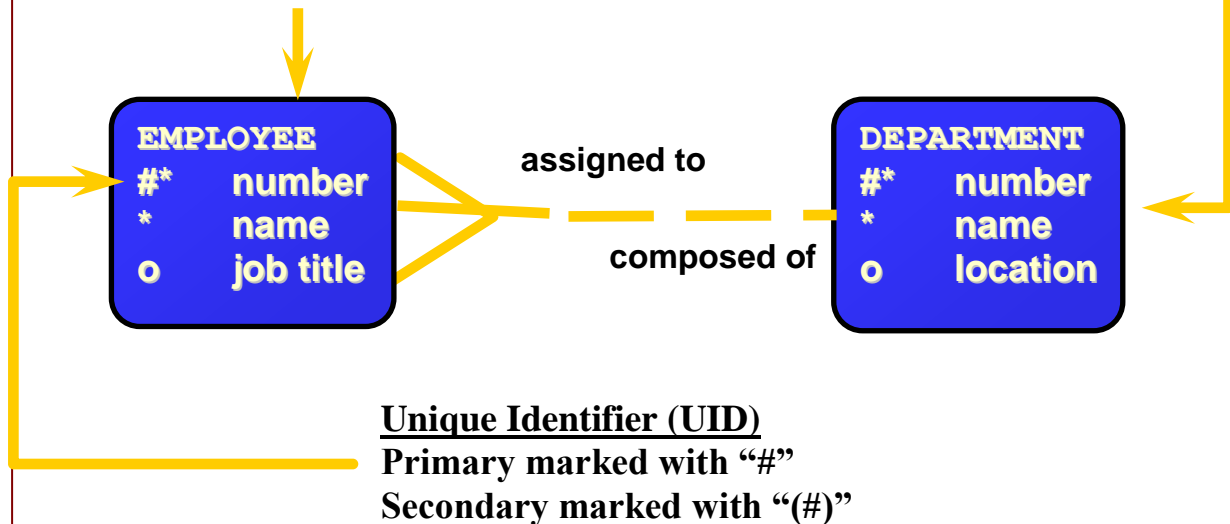 EMPLOYEE
#* number
* name
o job title
assigned to
composed of
DEPARTMENT
#* number
* name
o location
Unique Identifier (UID)
Primary marked with “#”
Secondary marked with “(#)”